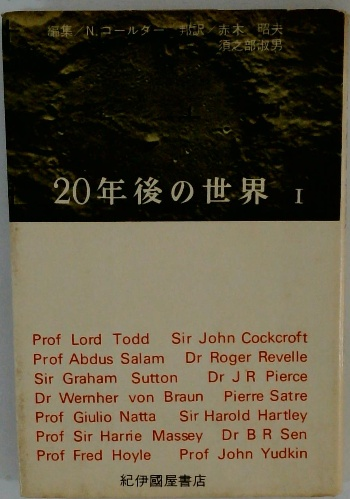 編集/N.コールター 邦訳/赤木 昭夫
須之部淑男
20年後の世界 I
Prof Lord Todd Sir John Cockcroft
Prof Abdus Salam Dr Roger Revelle
Sir Graham Sutton Dr J R Pierce
Dr Wernher von Braun Pierre Satre
Prof Giulio Natta Sir Harold Hartley
Prof Sir Harrie Massey Dr B R Sen
Prof Fred Hoyle Prof John Yudkin
紀伊國屋書店